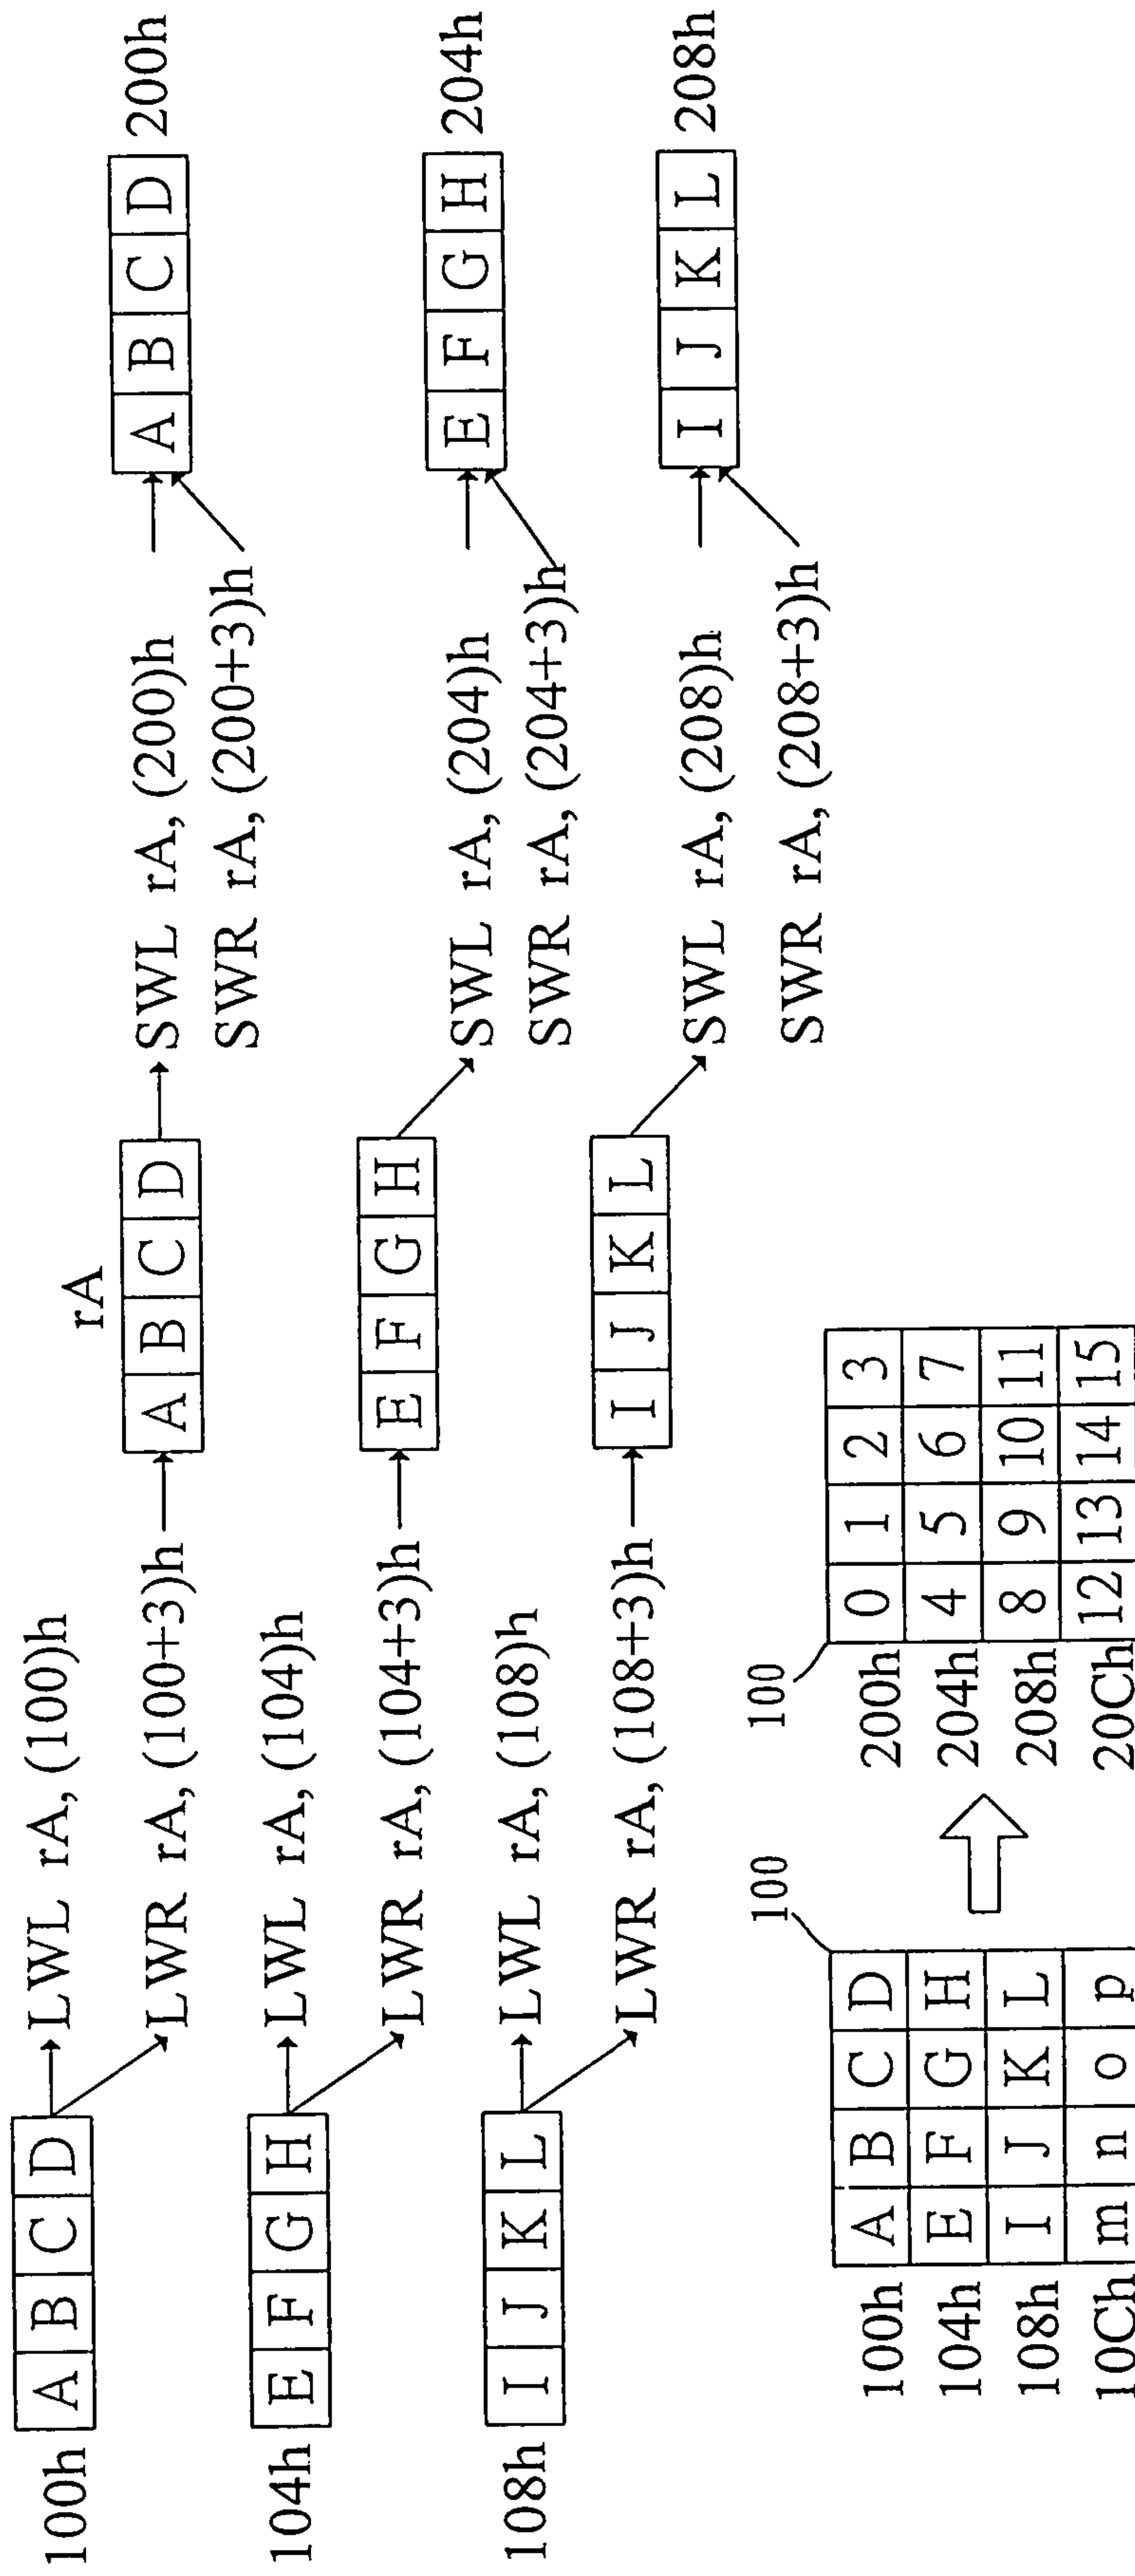 rA
100h A B C D LWL rA, (100)h A B C D SWL rA, (200)h A B C D 200h
LWR rA, (100+3)h SWR rA, (200+3)h
104h E F G H LWL rA, (104)h E F G H SWL rA, (204)h E F G H 204h
LWR rA, (104+3)h SWR rA, (204+3)h
108h I J K L LWL rA, (108)h I J K L SWL rA, (208)h I J K L 208h
LWR rA, (108+3)h SWR rA, (208+3)h
100 100
100h A B C D 200h 0 1 2 3
104h E F G H 204h 4 5 6 7
108h I J K L 208h 8 9 10 11
10Ch m n o p 20Ch 12 13 14 15